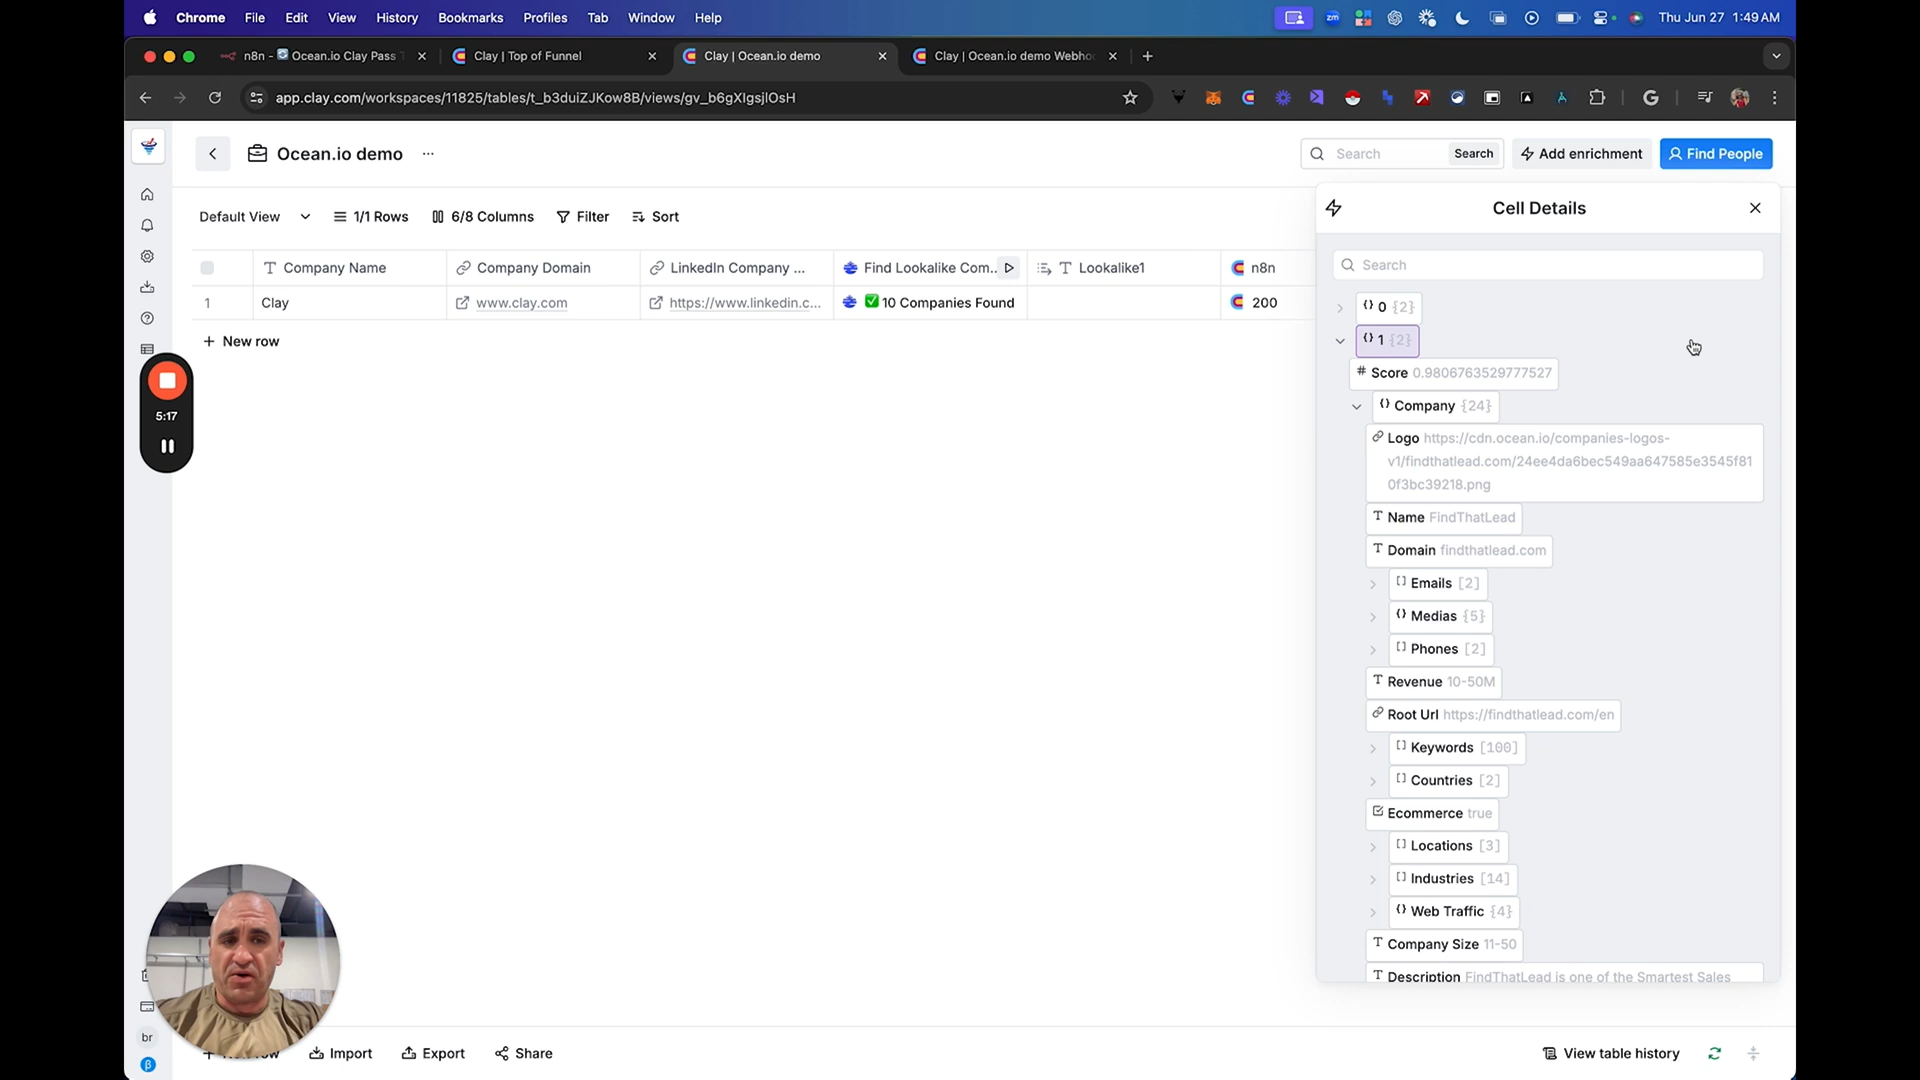 Chrome File Edit View History Bookmarks Profiles Tab Window Help zm Thu Jun 27 1:49 AM
n8n - Ocean.io Clay Pass Clay | Top of Funnel Clay | Ocean.io demo Clay | Ocean.io demo Webho
app.clay.com/workspaces/11825/tables/t_b3duiZJKow8B/views/gv_b6gXIgsjlOsH
Ocean.io demo Search Search Add enrichment Find People
Cell Details
Default View 1/1 Rows 6/8 Columns Filter Sort
Search
Company Name Company Domain LinkedIn Company ... Find Lookalike Com... Lookalike1 n8n
1 Clay www.clay.com https://www.linkedin.c... 10 Companies Found 200
New row
{} 0 {2}
{} 1 {2}
# Score 0.9806763529777527
{} Company {24}
Logo https://cdn.ocean.io/companies-logos-
v1/findthatlead.com/24ee4da6bec549aa647585e3545f81
0f3bc39218.png
T Name FindThatLead
T Domain findthatlead.com
[] Emails [2]
{} Medias {5}
[] Phones [2]
T Revenue 10-50M
Root Url https://findthatlead.com/en
[] Keywords [100]
[] Countries [2]
Ecommerce true
[] Locations [3]
[] Industries [14]
{} Web Traffic {4}
T Company Size 11-50
T Description FindThatLead is one of the Smartest Sales
5:17
br
β
Import Export Share View table history